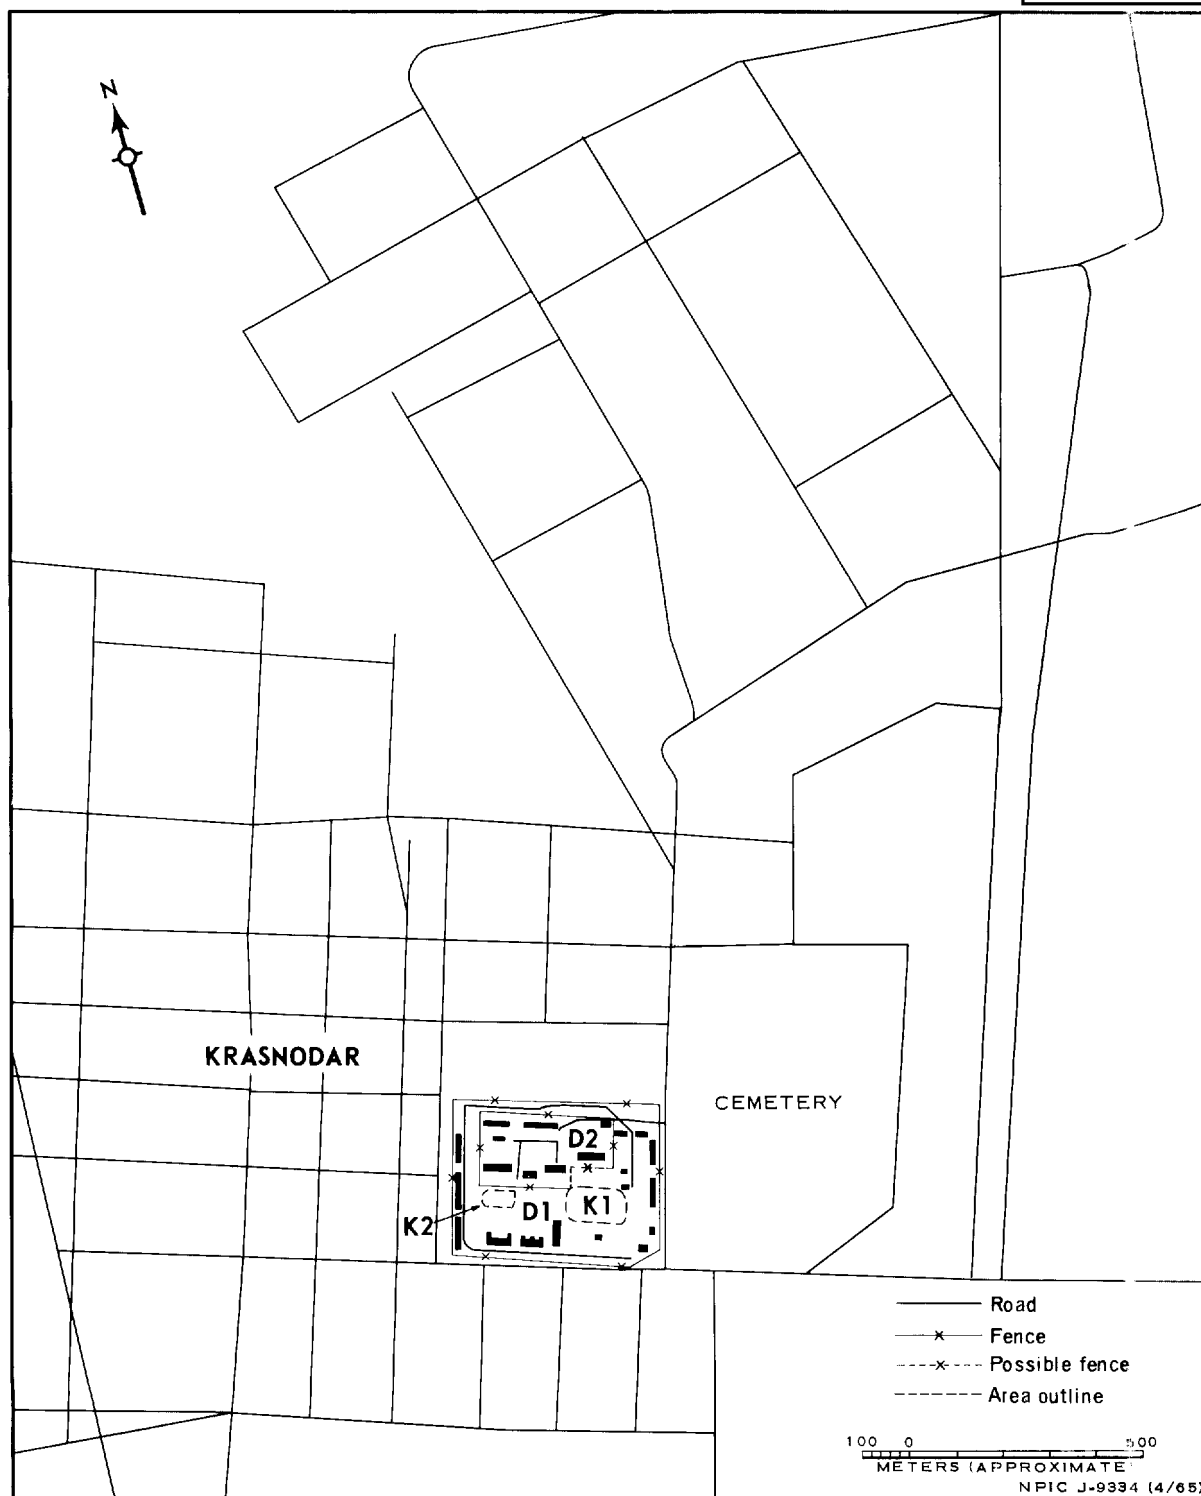 N
KRASNODAR
CEMETERY
D2
D1
K1
K2
Road
Fence
Possible fence
Area outline
100 0 500
METERS (APPROXIMATE)
NPIC J-9334 (4/65)